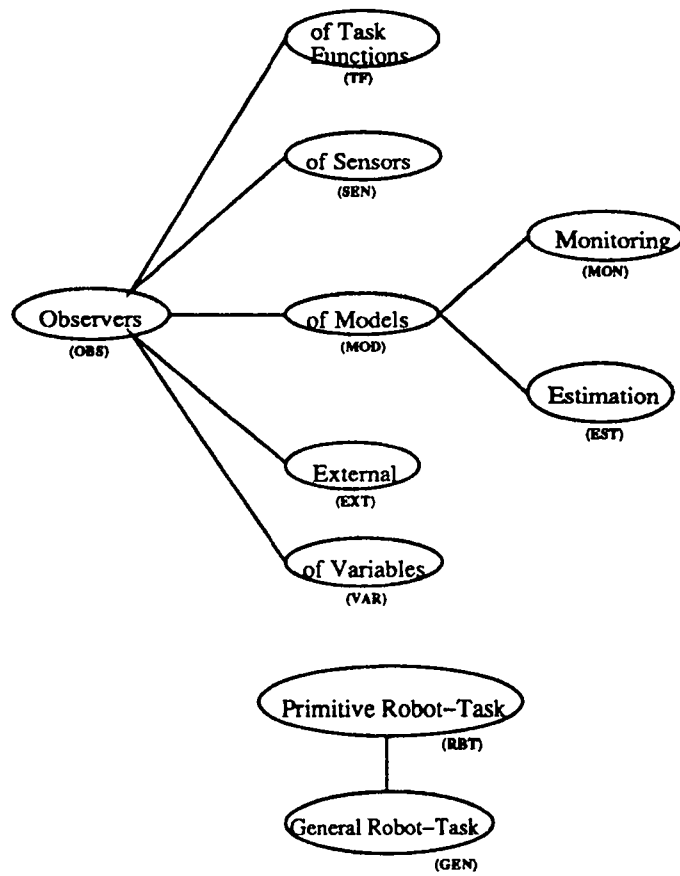 of Task
Functions
(TF)
of Sensors
(SEN)
Monitoring
(MON)
Observers
(OBS)
of Models
(MOD)
Estimation
(EST)
External
(EXT)
of Variables
(VAR)
Primitive Robot-Task
(RBT)
General Robot-Task
(GEN)